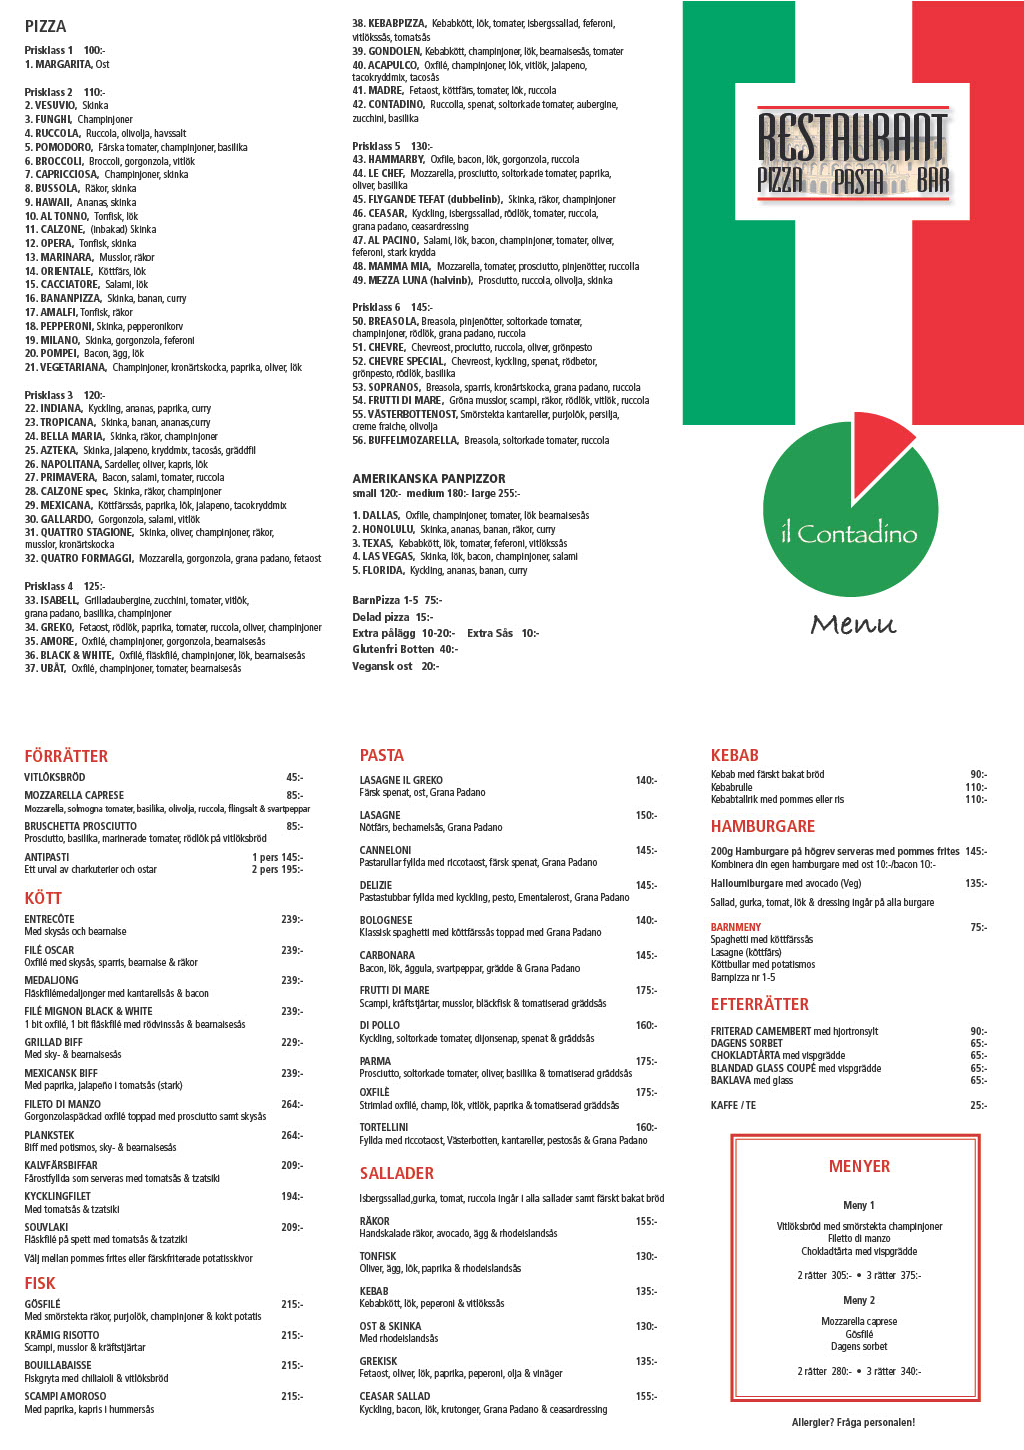 PIZZA
Prisklass 1 100:-
1. MARGARITA, Ost
Prisklass 2 110:-
2. VESUVIO, Skinka
3. FUNGHI, Champinjoner
4. RUCCOLA, Ruccola, olivolja, havssalt
5. POMODORO, Färska tomater, champinjoner, basilika
6. BROCCOLI, Broccoli, gorgonzola, vitlök
7. CAPRICCIOSA, Champinjoner, skinka
8. BUSSOLA, Räkor, skinka
9. HAWAII, Ananas, skinka
10. AL TONNO, Tonfisk, lök
11. CALZONE, (inbakad) Skinka
12. OPERA, Tonfisk, skinka
13. MARINARA, Musslor, räkor
14. ORIENTALE, Köttfärs, lök
15. CACCIATORE, Salami, lök
16. BANANPIZZA, Skinka, banan, curry
17. AMALFI, Tonfisk, räkor
18. PEPPERONI, Skinka, pepperonikorv
19. MILANO, Skinka, gorgonzola, feferoni
20. POMPEI, Bacon, ägg, lök
21. VEGETARIANA, Champinjoner, kronärtskocka, paprika, oliver, lök
Prisklass 3 120:-
22. INDIANA, Kyckling, ananas, paprika, curry
23. TROPICANA, Skinka, banan, ananas,curry
24. BELLA MARIA, Skinka, räkor, champinjoner
25. AZTEKA, Skinka, jalapeno, kryddmix, tacosås, gräddfil
26. NAPOLITANA, Sardeller, oliver, kapris, lök
27. PRIMAVERA, Bacon, salami, tomater, ruccola
28. CALZONE spec, Skinka, räkor, champinjoner
29. MEXICANA, Köttfärssås, paprika, lök, jalapeno, tacokryddmix
30. GALLARDO, Gorgonzola, salami, vitlök
31. QUATTRO STAGIONE, Skinka, oliver, champinjoner, räkor,
musslor, kronärtskocka
32. QUATRO FORMAGGI, Mozzarella, gorgonzola, grana padano, fetaost
Prisklass 4 125:-
33. ISABELL, Grilladaubergine, zucchini, tomater, vitlök,
grana padano, basilika, champinjoner
34. GREKO, Fetaost, rödlök, paprika, tomater, ruccola, oliver, champinjoner
35. AMORE, Oxfilé, champinjoner, gorgonzola, bearnaisesås
36. BLACK & WHITE, Oxfilé, fläskfilé, champinjoner, lök, bearnaisesås
37. UBÅT, Oxfilé, champinjoner, tomater, bearnaisesås
38. KEBABPIZZA, Kebabkött, lök, tomater, isbergssallad, feferoni,
vitlökssås, tomatsås
39. GONDOLEN, Kebabkött, champinjoner, lök, bearnaisesås, tomater
40. ACAPULCO, Oxfilé, champinjoner, lök, vitlök, jalapeno,
tacokryddmix, tacosås
41. MADRE, Fetaost, köttfärs, tomater, lök, ruccola
42. CONTADINO, Ruccolla, spenat, soltorkade tomater, aubergine,
zucchini, basilika
Prisklass 5 130:-
43. HAMMARBY, Oxfile, bacon, lök, gorgonzola, ruccola
44. LE CHEF, Mozzarella, prosciutto, soltorkade tomater, paprika,
oliver, basilika
45. FLYGANDE TEFAT (dubbelinb), Skinka, räkor, champinjoner
46. CEASAR, Kyckling, isbergssallad, rödlök, tomater, ruccola,
grana padano, ceasardressing
47. AL PACINO, Salami, lök, bacon, champinjoner, tomater, oliver,
feferoni, stark krydda
48. MAMMA MIA, Mozzarella, tomater, prosciutto, pinjenötter, ruccolla
49. MEZZA LUNA (halvinb), Prosciutto, ruccola, olivolja, skinka
Prisklass 6 145:-
50. BREASOLA, Breasola, pinjenötter, soltorkade tomater,
champinjoner, rödlök, grana padano, ruccola
51. CHEVRE, Chevreost, prociutto, ruccola, oliver, grönpesto
52. CHEVRE SPECIAL, Chevreost, kyckling, spenat, rödbetor,
grönpesto, rödlök, basilika
53. SOPRANOS, Breasola, sparris, kronärtskocka, grana padano, ruccola
54. FRUTTI DI MARE, Gröna musslor, scampi, räkor, rödlök, vitlök, ruccola
55. VÄSTERBOTTENOST, Smörstekta kantareller, purjolök, persilja,
creme fraiche, olivolja
56. BUFFELMOZARELLA, Breasola, soltorkade tomater, ruccola
AMERIKANSKA PANPIZZOR
small 120:- medium 180:- large 255:-
1. DALLAS, Oxfile, champinjoner, tomater, lök bearnaisesås
2. HONOLULU, Skinka, ananas, banan, räkor, curry
3. TEXAS, Kebabkött, lök, tomater, feferoni, vitlökssås
4. LAS VEGAS, Skinka, lök, bacon, champinjoner, salami
5. FLORIDA, Kyckling, ananas, banan, curry
BarnPizza 1-5 75:-
Delad pizza 15:-
Extra pålägg 10-20:- Extra Sås 10:-
Glutenfri Botten 40:-
Vegansk ost 20:-
RESTAURANT
PIZZA PASTA BAR
il Contadino
Menu
FÖRRÄTTER
VITLÖKSBRÖD 45:-
MOZZARELLA CAPRESE 85:-
Mozzarella, solmogna tomater, basilika, olivolja, ruccola, flingsalt & svartpeppar
BRUSCHETTA PROSCIUTTO 85:-
Prosciutto, basilika, marinerade tomater, rödlök på vitlöksbröd
ANTIPASTI 1 pers 145:-
Ett urval av charkuterier och ostar 2 pers 195:-
KÖTT
ENTRECÔTE 239:-
Med skysås och bearnaise
FILÉ OSCAR 239:-
Oxfilé med skysås, sparris, bearnaise & räkor
MEDALJONG 239:-
Fläskfilémedaljonger med kantarellsås & bacon
FILÉ MIGNON BLACK & WHITE 239:-
1 bit oxfilé, 1 bit fläskfilé med rödvinssås & bearnaisesås
GRILLAD BIFF 229:-
Med sky- & bearnaisesås
MEXICANSK BIFF 239:-
Med paprika, jalapeño i tomatsås (stark)
FILETO DI MANZO 264:-
Gorgonzolaspäckad oxfilé toppad med prosciutto samt skysås
PLANKSTEK 264:-
Biff med potismos, sky- & bearnaisesås
KALVFÄRSBIFFAR 209:-
Fårostfyllda som serveras med tomatsås & tzatsiki
KYCKLINGFILET 194:-
Med tomatsås & tzatsiki
SOUVLAKI 209:-
Fläskfilé på spett med tomatsås & tzatziki
Välj mellan pommes frites eller färskfriterade potatisskivor
FISK
GÖSFILÉ 215:-
Med smörstekta räkor, purjolök, champinjoner & kokt potatis
KRÄMIG RISOTTO 215:-
Scampi, musslor & kräftstjärtar
BOUILLABAISSE 215:-
Fiskgryta med chiliaioli & vitlöksbröd
SCAMPI AMOROSO 215:-
Med paprika, kapris i hummersås
PASTA
LASAGNE IL GREKO 140:-
Färsk spenat, ost, Grana Padano
LASAGNE 150:-
Nötfärs, bechamelsås, Grana Padano
CANNELONI 145:-
Pastarullar fyllda med riccotaost, färsk spenat, Grana Padano
DELIZIE 145:-
Pastastubbar fyllda med kyckling, pesto, Ementalerost, Grana Padano
BOLOGNESE 140:-
Klassisk spaghetti med köttfärssås toppad med Grana Padano
CARBONARA 145:-
Bacon, lök, äggula, svartpeppar, grädde & Grana Padano
FRUTTI DI MARE 175:-
Scampi, kräftstjärtar, musslor, bläckfisk & tomatiserad gräddsås
DI POLLO 160:-
Kyckling, soltorkade tomater, dijonsenap, spenat & gräddsås
PARMA 175:-
Prosciutto, soltorkade tomater, oliver, basilika & tomatiserad gräddsås
OXFILÉ 175:-
Strimlad oxfilé, champ, lök, vitlök, paprika & tomatiserad gräddsås
TORTELLINI 160:-
Fyllda med riccotaost, Västerbotten, kantareller, pestosås & Grana Padano
SALLADER
Isbergssallad,gurka, tomat, ruccola ingår i alla sallader samt färskt bakat bröd
RÄKOR 155:-
Handskalade räkor, avocado, ägg & rhodeislandsås
TONFISK 130:-
Oliver, ägg, lök, paprika & rhodeislandsås
KEBAB 135:-
Kebabkött, lök, peperoni & vitlökssås
OST & SKINKA 130:-
Med rhodeislandsås
GREKISK 135:-
Fetaost, oliver, lök, paprika, peperoni, olja & vinäger
CEASAR SALLAD 155:-
Kyckling, bacon, lök, krutonger, Grana Padano & ceasardressing
KEBAB
Kebab med färskt bakat bröd 90:-
Kebabrulle 110:-
Kebabtallrik med pommes eller ris 110:-
HAMBURGARE
200g Hamburgare på högrev serveras med pommes frites 145:-
Kombinera din egen hamburgare med ost 10:-/bacon 10:-
Halloumiburgare med avocado (Veg) 135:-
Sallad, gurka, tomat, lök & dressing ingår på alla burgare
BARNMENY 75:-
Spaghetti med köttfärssås
Lasagne (köttfärs)
Köttbullar med potatismos
Barnpizza nr 1-5
EFTERRÄTTER
FRITERAD CAMEMBERT med hjortronsylt 90:-
DAGENS SORBET 65:-
CHOKLADTÅRTA med vispgrädde 65:-
BLANDAD GLASS COUPÉ med vispgrädde 65:-
BAKLAVA med glass 65:-
KAFFE / TE 25:-
MENYER
Meny 1
Vitlöksbröd med smörstekta champinjoner
Filetto di manzo
Chokladtårta med vispgrädde
2 rätter 305:- • 3 rätter 375:-
Meny 2
Mozzarella caprese
Gösfilé
Dagens sorbet
2 rätter 280:- • 3 rätter 340:-
Allergier? Fråga personalen!